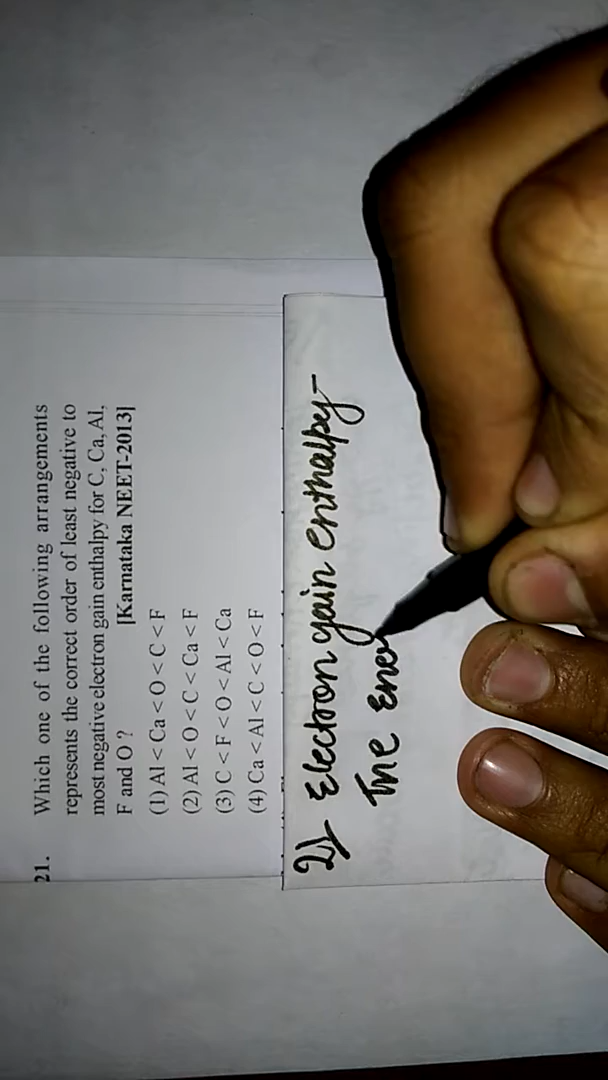 21. Which one of the following arrangements
represents the correct order of least negative to
most negative electron gain enthalpy for C, Ca, Al,
F and O ? [Karnataka NEET-2013]
(1) Al < Ca < O < C < F
(2) Al < O < C < Ca < F
(3) C < F < O < Al < Ca
(4) Ca < Al < C < O < F
21 Electron gain enthalpy-
The ene